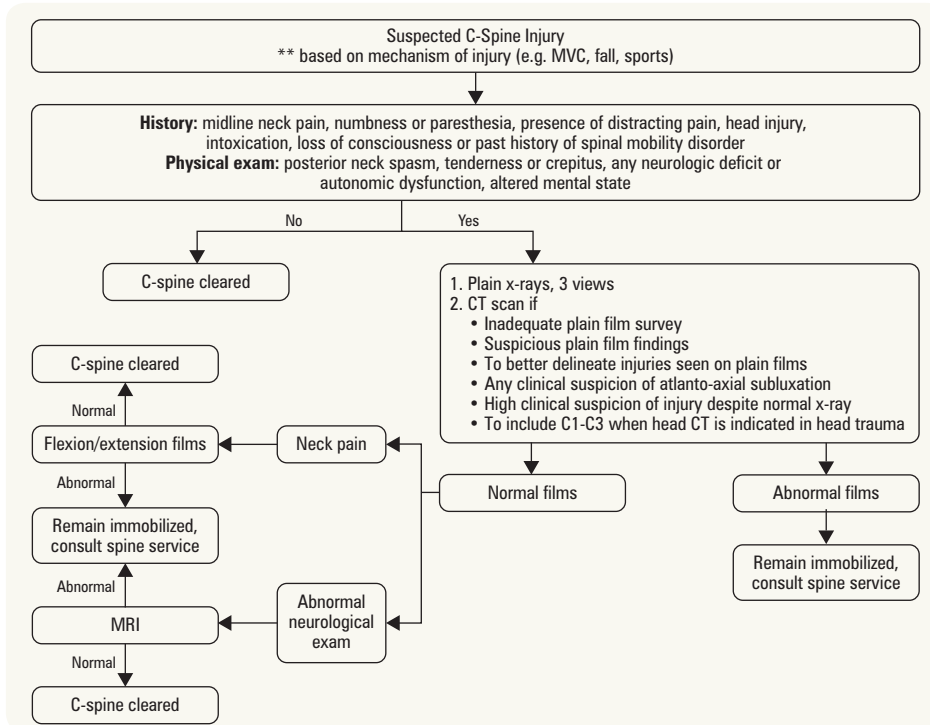 Suspected C-Spine Injury
** based on mechanism of injury (e.g. MVC, fall, sports)
History: midline neck pain, numbness or paresthesia, presence of distracting pain, head injury,
intoxication, loss of consciousness or past history of spinal mobility disorder
Physical exam: posterior neck spasm, tenderness or crepitus, any neurologic deficit or
autonomic dysfunction, altered mental state
No
Yes
C-spine cleared
1. Plain x-rays, 3 views
2. CT scan if
• Inadequate plain film survey
• Suspicious plain film findings
• To better delineate injuries seen on plain films
• Any clinical suspicion of atlanto-axial subluxation
• High clinical suspicion of injury despite normal x-ray
• To include C1-C3 when head CT is indicated in head trauma
C-spine cleared
Normal
Flexion/extension films
Neck pain
Abnormal
Normal films
Abnormal films
Remain immobilized,
consult spine service
Remain immobilized,
consult spine service
Abnormal
MRI
Abnormal
neurological
exam
Normal
C-spine cleared